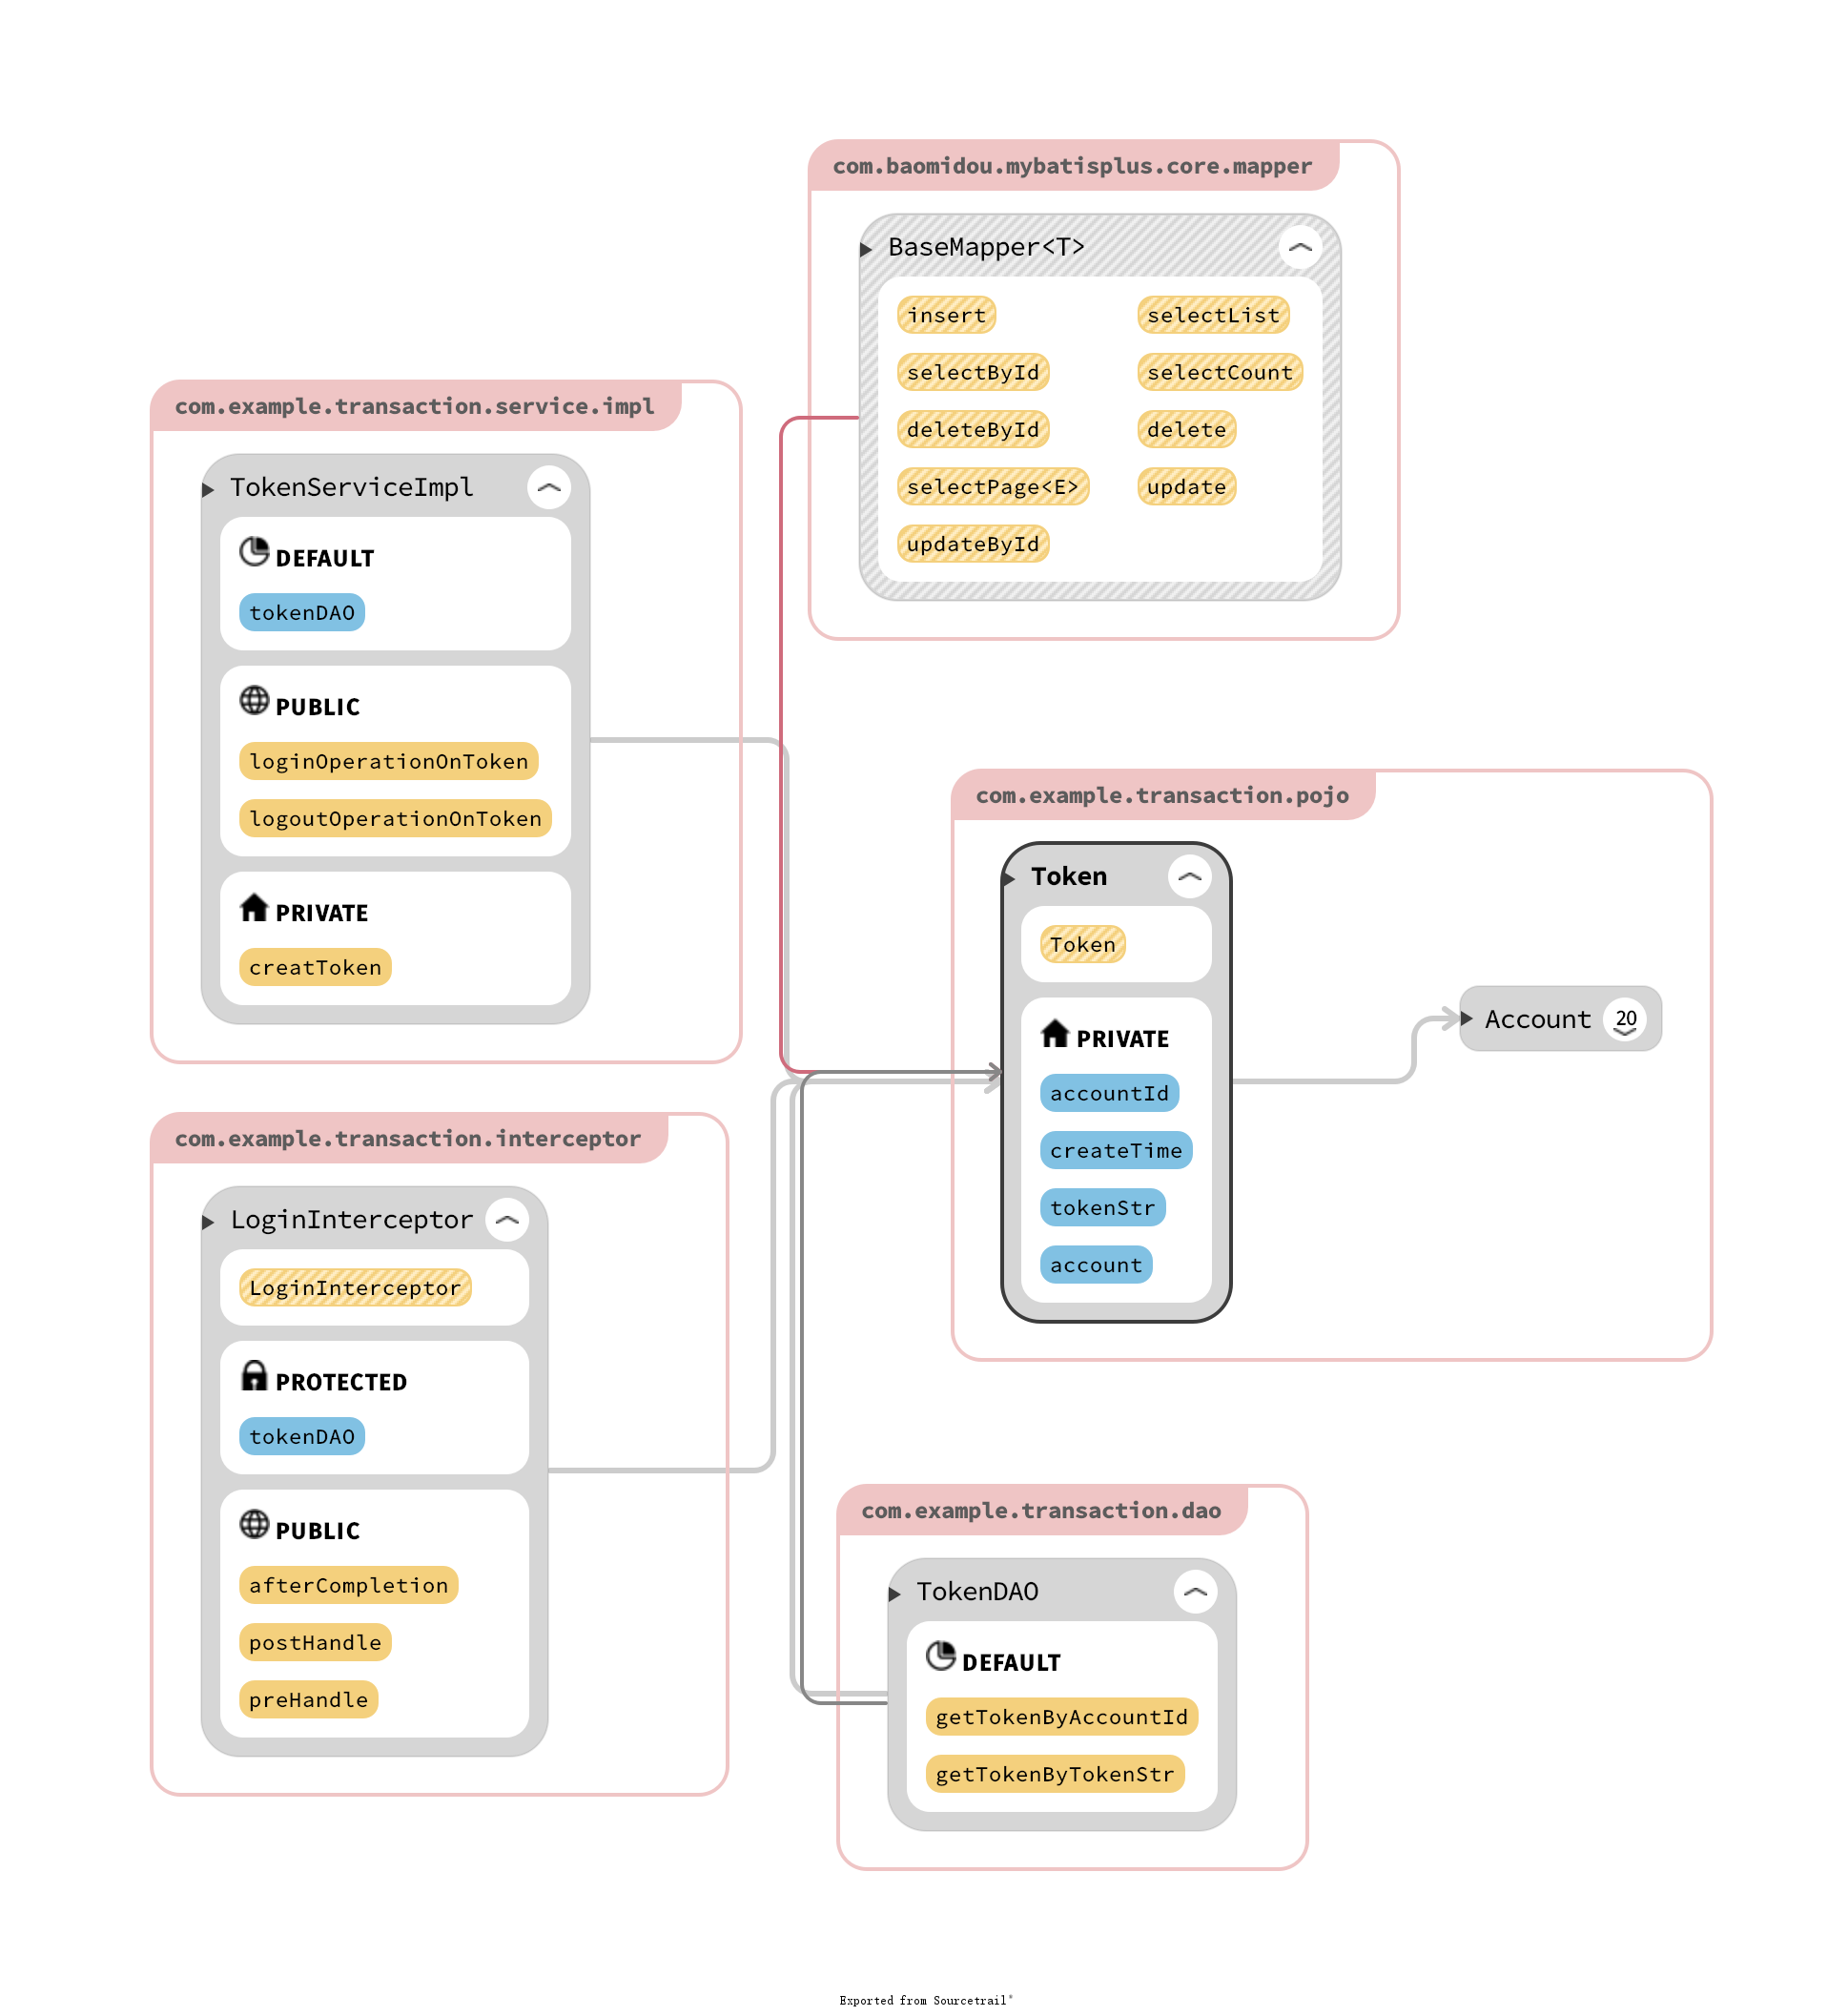 com.baomidou.mybatisplus.core.mapper
BaseMapper<T>
insert
selectList
selectById
selectCount
deleteById
delete
selectPage<E>
update
updateById
com.example.transaction.service.impl
TokenServiceImpl
DEFAULT
tokenDAO
PUBLIC
loginOperationOnToken
logoutOperationOnToken
PRIVATE
creatToken
com.example.transaction.pojo
Token
Token
PRIVATE
accountId
createTime
tokenStr
account
Account 20
com.example.transaction.interceptor
LoginInterceptor
LoginInterceptor
PROTECTED
tokenDAO
PUBLIC
afterCompletion
postHandle
preHandle
com.example.transaction.dao
TokenDAO
DEFAULT
getTokenByAccountId
getTokenByTokenStr
Exported from Sourcetrail®